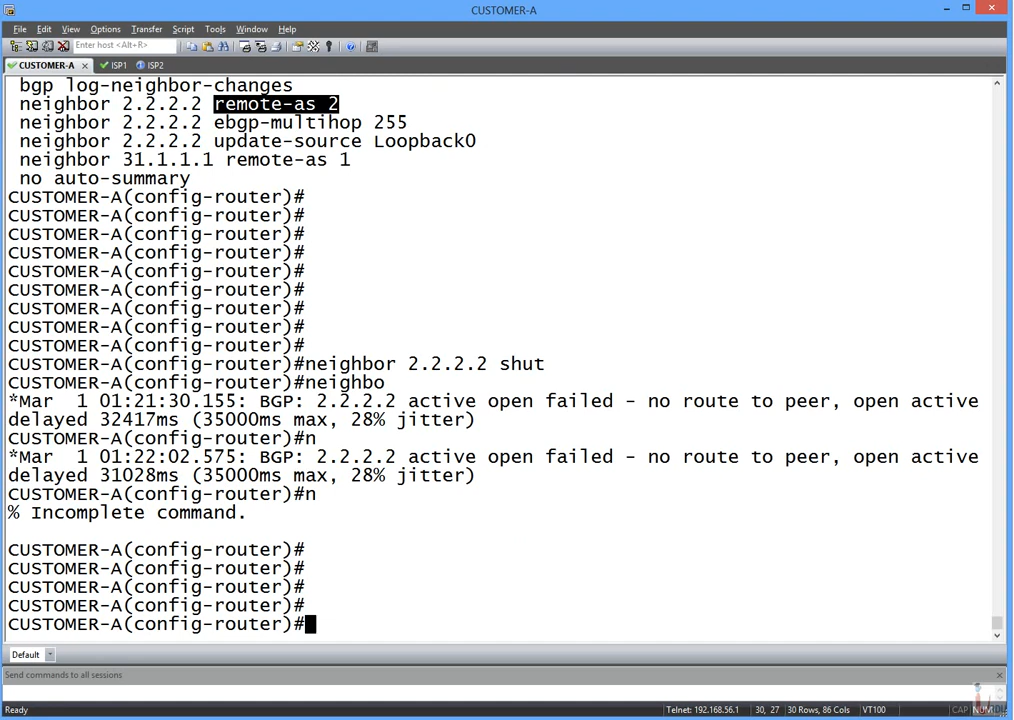 CUSTOMER-A
File Edit View Options Transfer Script Tools Window Help
Enter host <Alt+R>
CUSTOMER-A × ISP1 ISP2
bgp log-neighbor-changes
neighbor 2.2.2.2 remote-as 2
neighbor 2.2.2.2 ebgp-multihop 255
neighbor 2.2.2.2 update-source Loopback0
neighbor 31.1.1.1 remote-as 1
no auto-summary
CUSTOMER-A(config-router)#
CUSTOMER-A(config-router)#
CUSTOMER-A(config-router)#
CUSTOMER-A(config-router)#
CUSTOMER-A(config-router)#
CUSTOMER-A(config-router)#
CUSTOMER-A(config-router)#
CUSTOMER-A(config-router)#
CUSTOMER-A(config-router)#
CUSTOMER-A(config-router)#neighbor 2.2.2.2 shut
CUSTOMER-A(config-router)#neighbo
*Mar  1 01:21:30.155: BGP: 2.2.2.2 active open failed - no route to peer, open active
delayed 32417ms (35000ms max, 28% jitter)
CUSTOMER-A(config-router)#n
*Mar  1 01:22:02.575: BGP: 2.2.2.2 active open failed - no route to peer, open active
delayed 31028ms (35000ms max, 28% jitter)
CUSTOMER-A(config-router)#n
% Incomplete command.
CUSTOMER-A(config-router)#
CUSTOMER-A(config-router)#
CUSTOMER-A(config-router)#
CUSTOMER-A(config-router)#
CUSTOMER-A(config-router)#
Default
Send commands to all sessions
Ready Telnet: 192.168.56.1 30, 27 30 Rows, 86 Cols VT100 CAP NUM